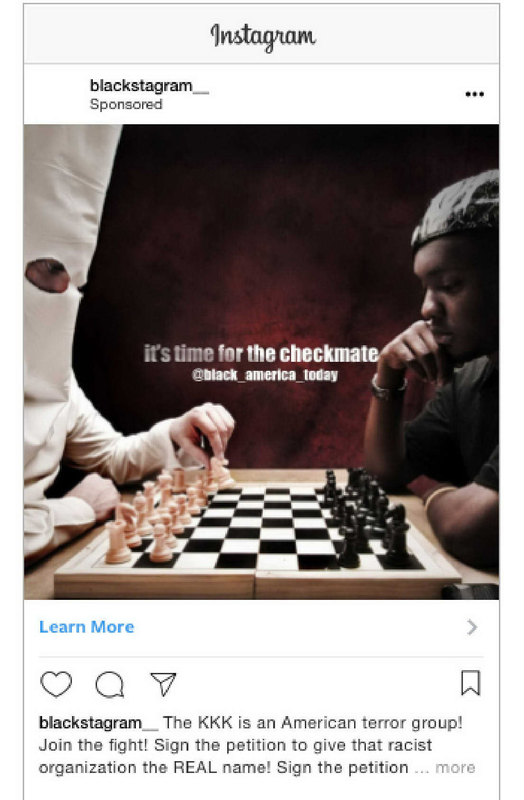 Instagram
blackstagram__
Sponsored
it's time for the checkmate
@black_america_today
Learn More
blackstagram__ The KKK is an American terror group!
Join the fight! Sign the petition to give that racist
organization the REAL name! Sign the petition ... more